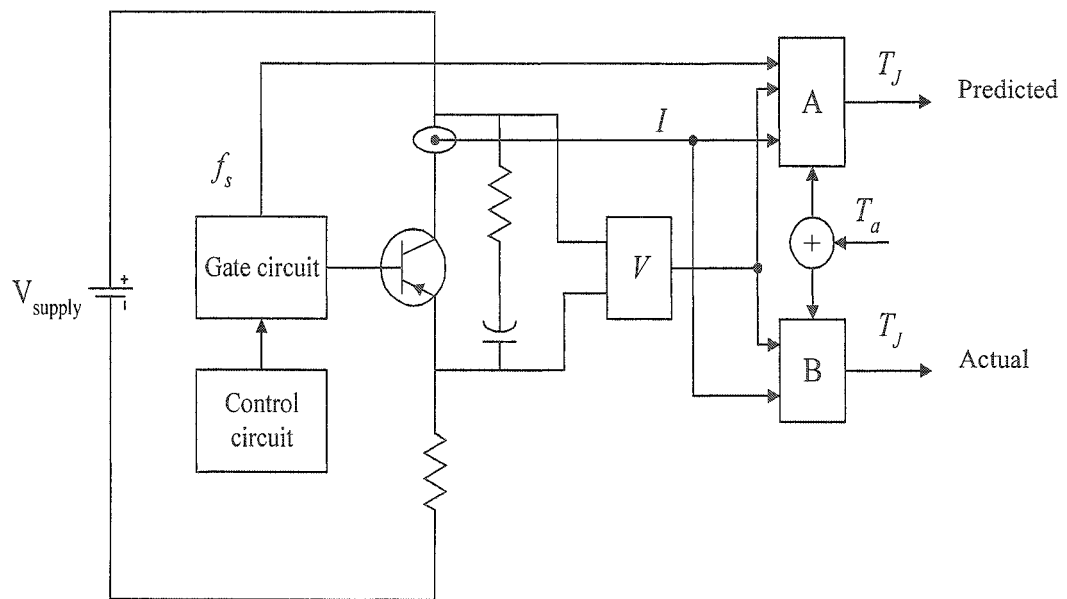 T_J
Predicted
A
I
f_s
T_a
+
Gate circuit
V
V_supply
+
-
T_J
B
Actual
Control
circuit